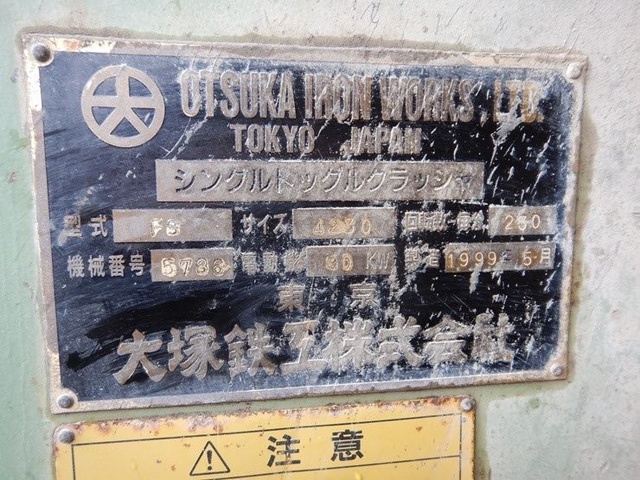 大 OTSUKA IRON WORKS, LTD.
TOKYO JAPAN
シングルトッグルクラッシャ
型式 サイズ 4230 回転数 毎分 250
機械番号 電動機 KW 製造 1999年 5月
東京
大塚鉄工株式会社
⚠ 注意